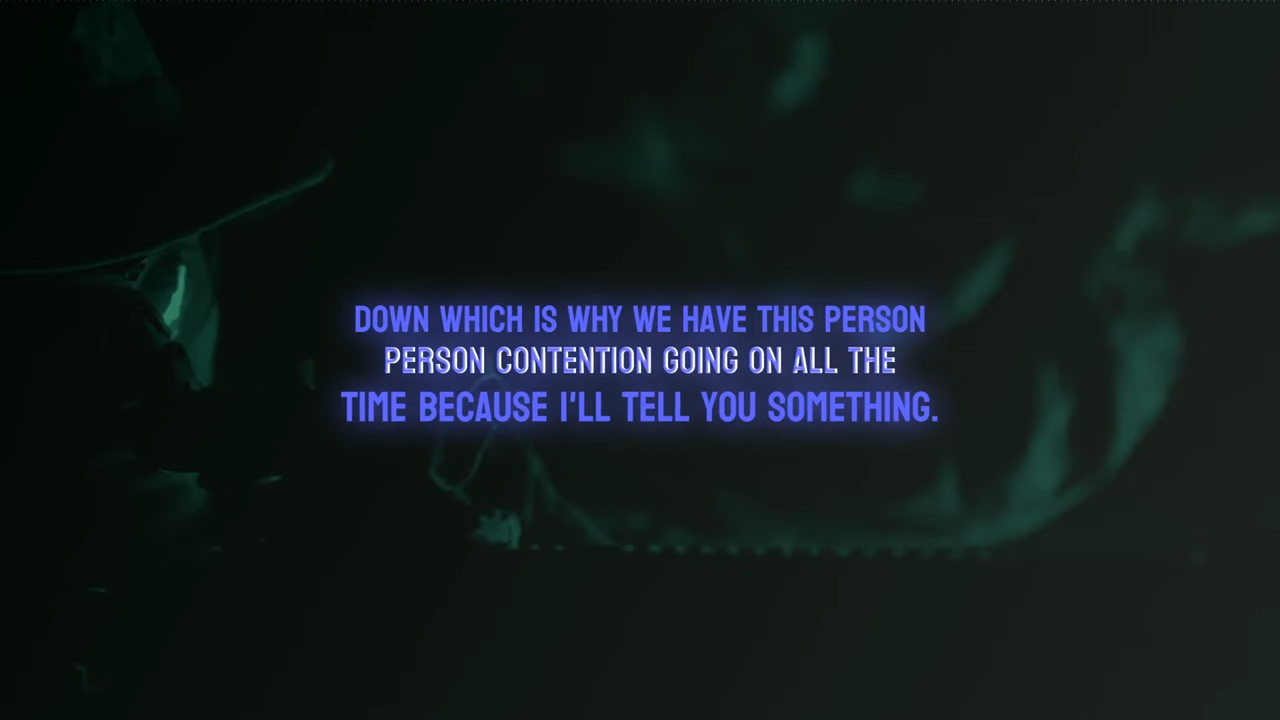 DOWN WHICH IS WHY WE HAVE THIS PERSON
PERSON CONTENTION GOING ON ALL THE
TIME BECAUSE I'LL TELL YOU SOMETHING.